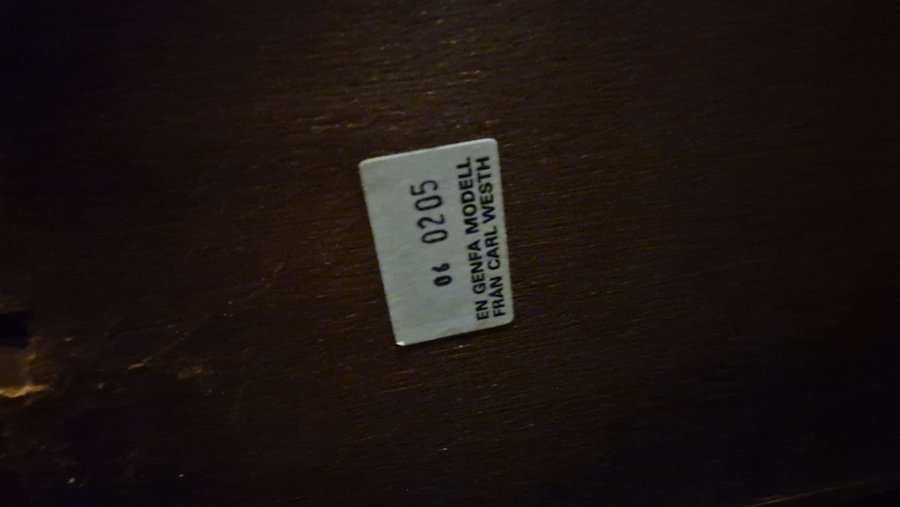 06 0205
EN GENFA MODELL
FRÅN CARL WESTH